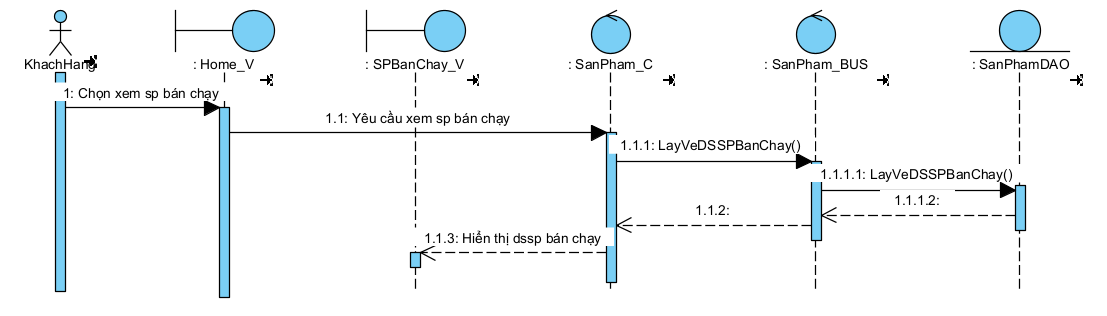 KhachHang
: Home_V
: SPBanChay_V
: SanPham_C
: SanPham_BUS
: SanPhamDAO
1: Chọn xem sp bán chạy
1.1: Yêu cầu xem sp bán chạy
1.1.1: LayVeDSSPBanChay()
1.1.1.1: LayVeDSSPBanChay()
1.1.1.2:
1.1.2:
1.1.3: Hiển thị dssp bán chạy